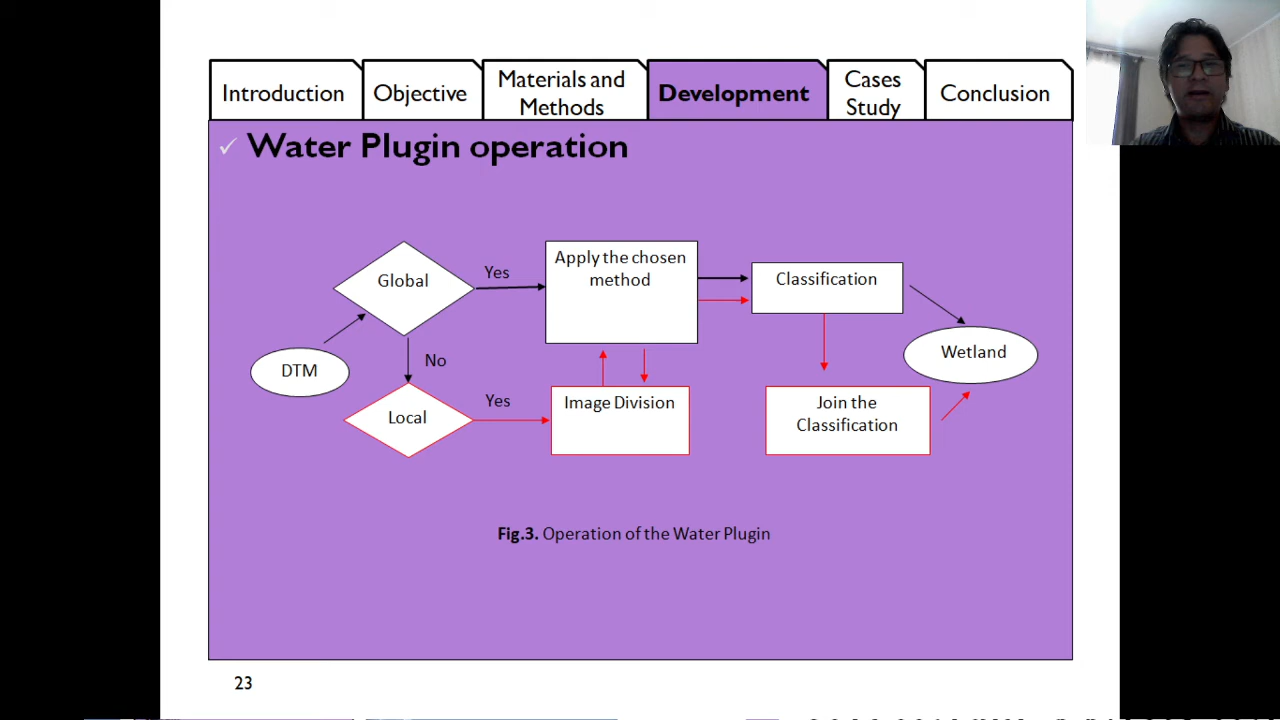 Introduction
Objective
Materials and
Methods
Development
Cases
Study
Conclusion
Water Plugin operation
Global
Yes
Apply the chosen
method
Classification
DTM
No
Wetland
Local
Yes
Image Division
Join the
Classification
Fig.3. Operation of the Water Plugin
23